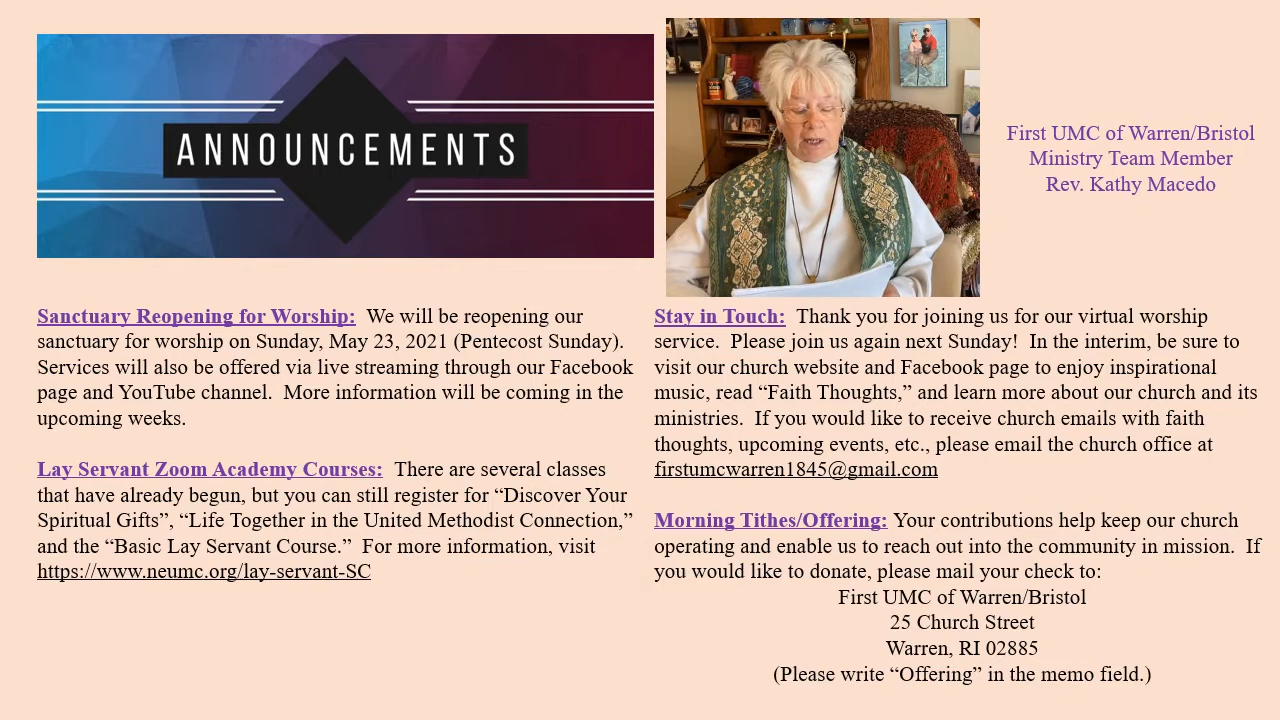 ANNOUNCEMENTS
First UMC of Warren/Bristol
Ministry Team Member
Rev. Kathy Macedo
Sanctuary Reopening for Worship:  We will be reopening our
sanctuary for worship on Sunday, May 23, 2021 (Pentecost Sunday).
Services will also be offered via live streaming through our Facebook
page and YouTube channel.  More information will be coming in the
upcoming weeks.
Lay Servant Zoom Academy Courses:  There are several classes
that have already begun, but you can still register for “Discover Your
Spiritual Gifts”, “Life Together in the United Methodist Connection,”
and the “Basic Lay Servant Course.”  For more information, visit
https://www.neumc.org/lay-servant-SC
Stay in Touch:  Thank you for joining us for our virtual worship
service.  Please join us again next Sunday!  In the interim, be sure to
visit our church website and Facebook page to enjoy inspirational
music, read “Faith Thoughts,” and learn more about our church and its
ministries.  If you would like to receive church emails with faith
thoughts, upcoming events, etc., please email the church office at
firstumcwarren1845@gmail.com
Morning Tithes/Offering: Your contributions help keep our church
operating and enable us to reach out into the community in mission.  If
you would like to donate, please mail your check to:
First UMC of Warren/Bristol
25 Church Street
Warren, RI 02885
(Please write “Offering” in the memo field.)